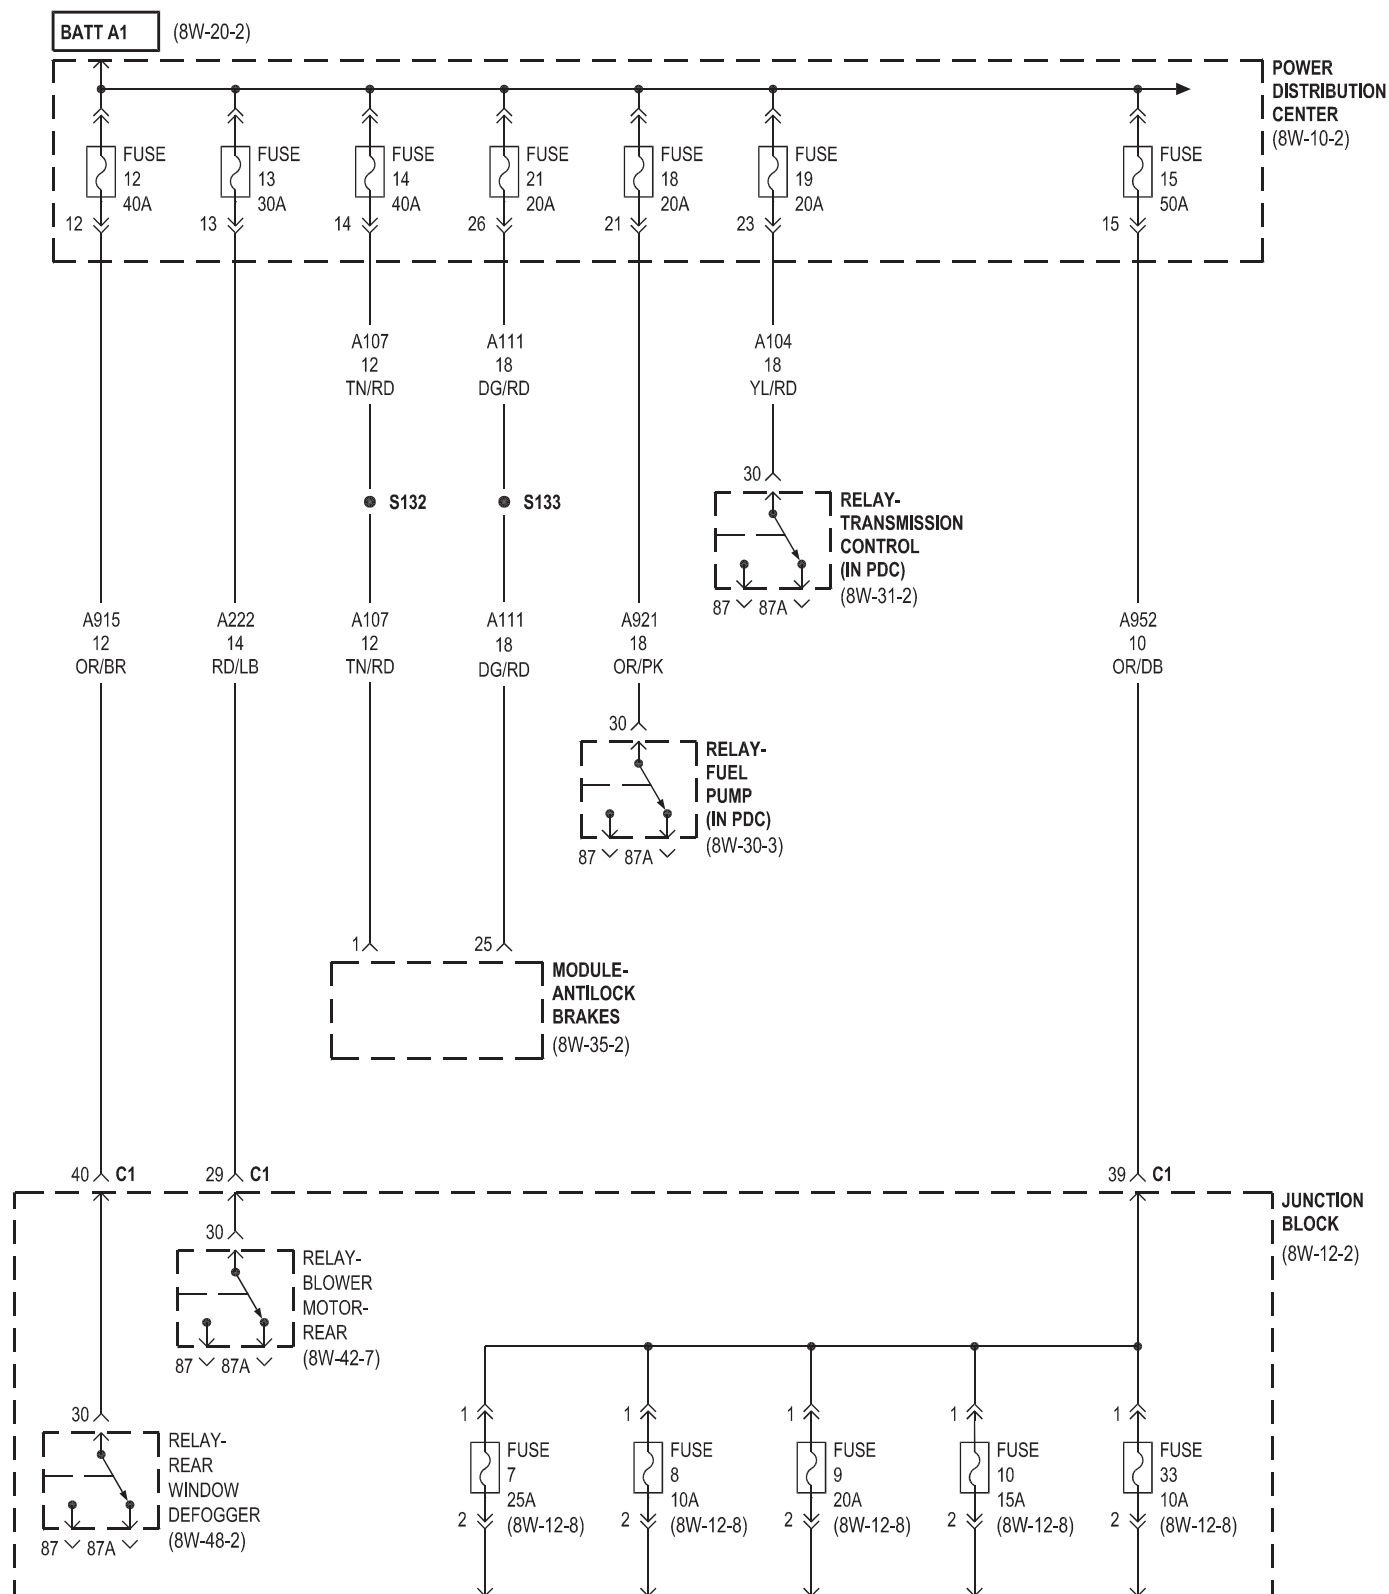 BATT A1 (8W-20-2)
POWER
DISTRIBUTION
CENTER
(8W-10-2)
FUSE
12
40A
12
FUSE
13
30A
13
FUSE
14
40A
14
FUSE
21
20A
26
FUSE
18
20A
21
FUSE
19
20A
23
FUSE
15
50A
15
A107
12
TN/RD
A111
18
DG/RD
A104
18
YL/RD
S132
S133
30
RELAY-
TRANSMISSION
CONTROL
(IN PDC)
(8W-31-2)
87 87A
A915
12
OR/BR
A222
14
RD/LB
A107
12
TN/RD
A111
18
DG/RD
A921
18
OR/PK
A952
10
OR/DB
30
RELAY-
FUEL
PUMP
(IN PDC)
(8W-30-3)
87 87A
1 25
MODULE-
ANTILOCK
BRAKES
(8W-35-2)
40 C1
29 C1
39 C1
JUNCTION
BLOCK
(8W-12-2)
30
RELAY-
BLOWER
MOTOR-
REAR
(8W-42-7)
87 87A
30
RELAY-
REAR
WINDOW
DEFOGGER
(8W-48-2)
87 87A
1
FUSE
7
25A
2 (8W-12-8)
1
FUSE
8
10A
2 (8W-12-8)
1
FUSE
9
20A
2 (8W-12-8)
1
FUSE
10
15A
2 (8W-12-8)
1
FUSE
33
10A
2 (8W-12-8)